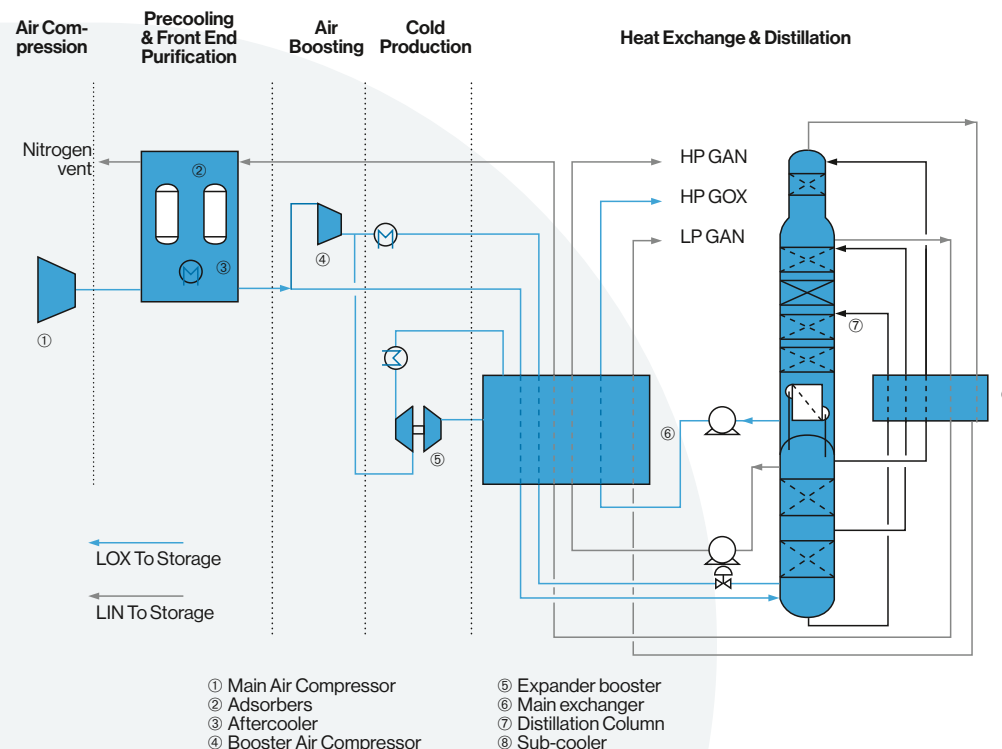 Air Com-
pression
Precooling
& Front End
Purification
Air
Boosting
Cold
Production
Heat Exchange & Distillation
Nitrogen
vent
HP GAN
HP GOX
LP GAN
②
③
④
①
⑦
⑥
⑤
LOX To Storage
LIN To Storage
① Main Air Compressor
② Adsorbers
③ Aftercooler
④ Booster Air Compressor
⑤ Expander booster
⑥ Main exchanger
⑦ Distillation Column
⑧ Sub-cooler